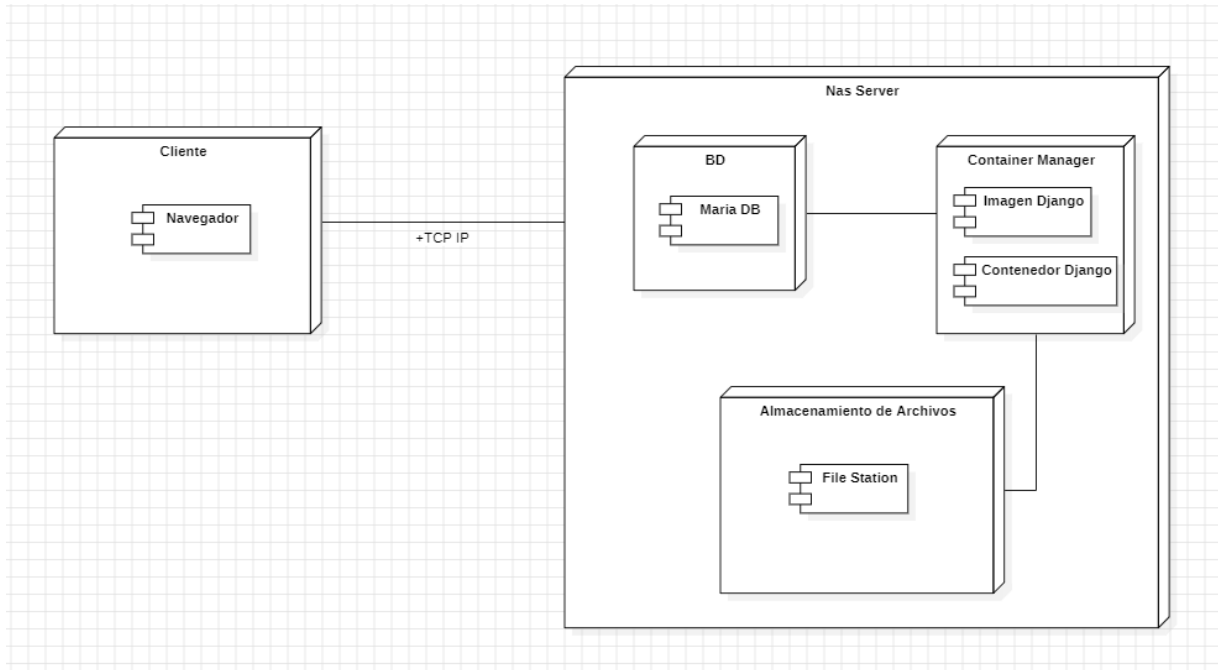 Nas Server
Cliente
Navegador
+TCP IP
BD
Maria DB
Container Manager
Imagen Django
Contenedor Django
Almacenamiento de Archivos
File Station